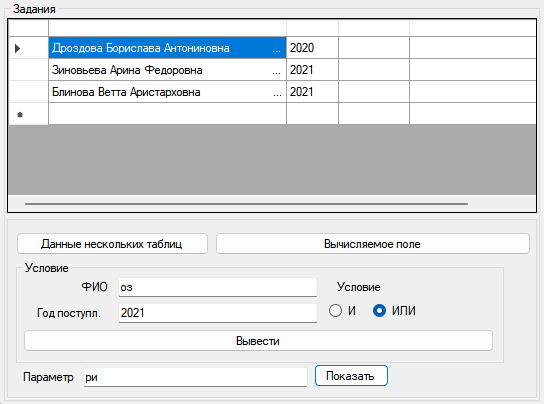 Задания
Дроздова Борислава Антониновна ... 2020
Зиновьева Арина Федоровна ... 2021
Блинова Ветта Аристарховна ... 2021
Данные нескольких таблиц Вычисляемое поле
Условие
ФИО оз Условие
Год поступл. 2021 И ИЛИ
Вывести
Параметр ри Показать